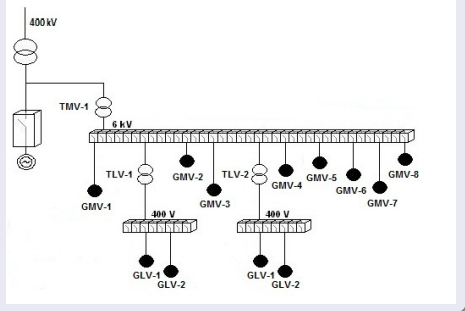 400 kV
TMV-1
6 kV
TLV-1
GMV-2
TLV-2
GMV-4
GMV-5
GMV-6
GMV-8
GMV-1
GMV-3
GMV-7
400 V
400 V
GLV-1
GLV-2
GLV-1
GLV-2